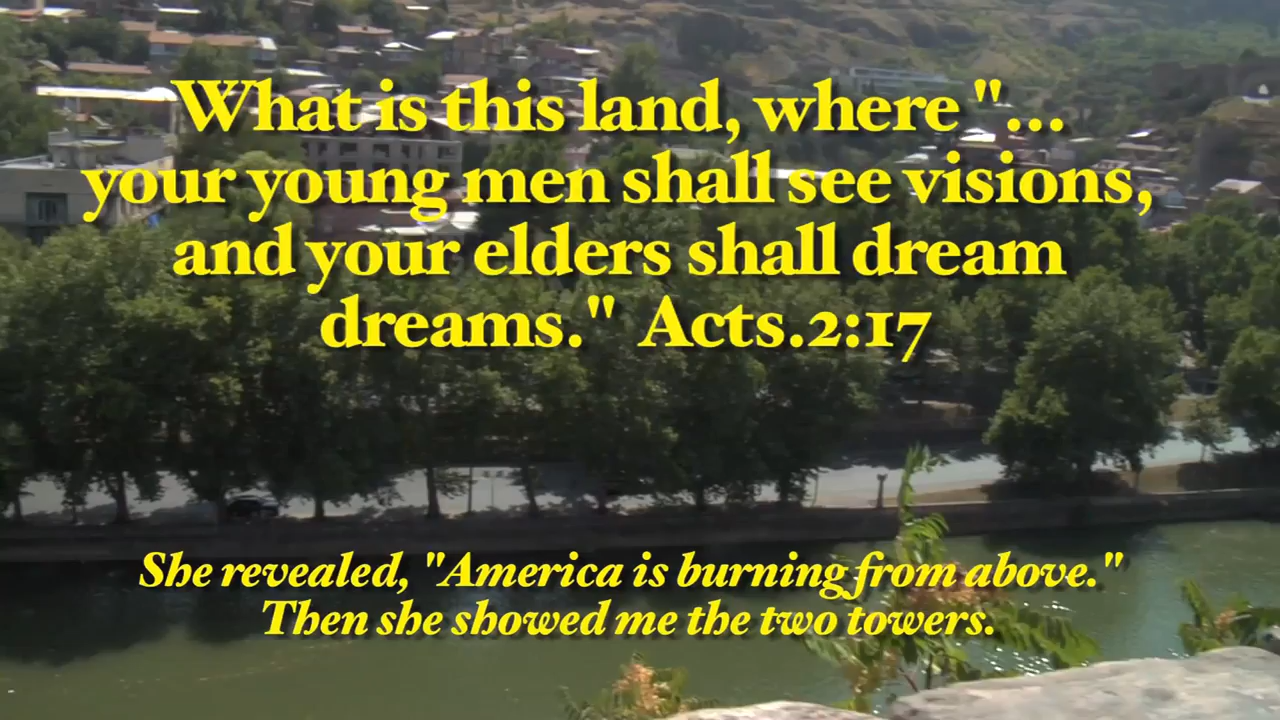 What is this land, where "...
your young men shall see visions,
and your elders shall dream
dreams." Acts.2:17
She revealed, "America is burning from above."
Then she showed me the two towers.